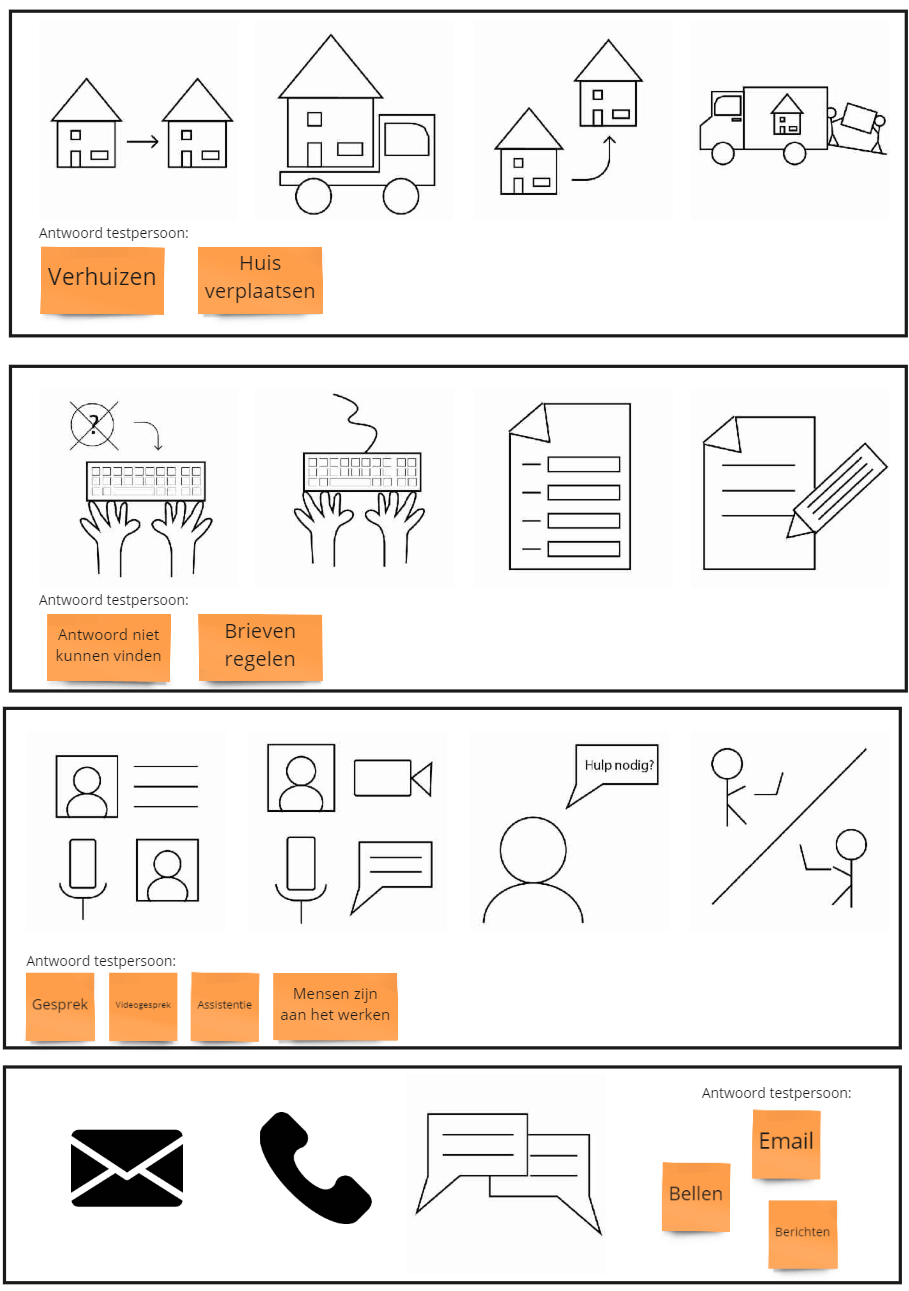 Antwoord testpersoon:
Verhuizen
Huis
verplaatsen
?
Antwoord testpersoon:
Antwoord niet
kunnen vinden
Brieven
regelen
Hulp nodig?
Antwoord testpersoon:
Gesprek
Videogesprek
Assistentie
Mensen zijn
aan het werken
Antwoord testpersoon:
Email
Bellen
Berichten